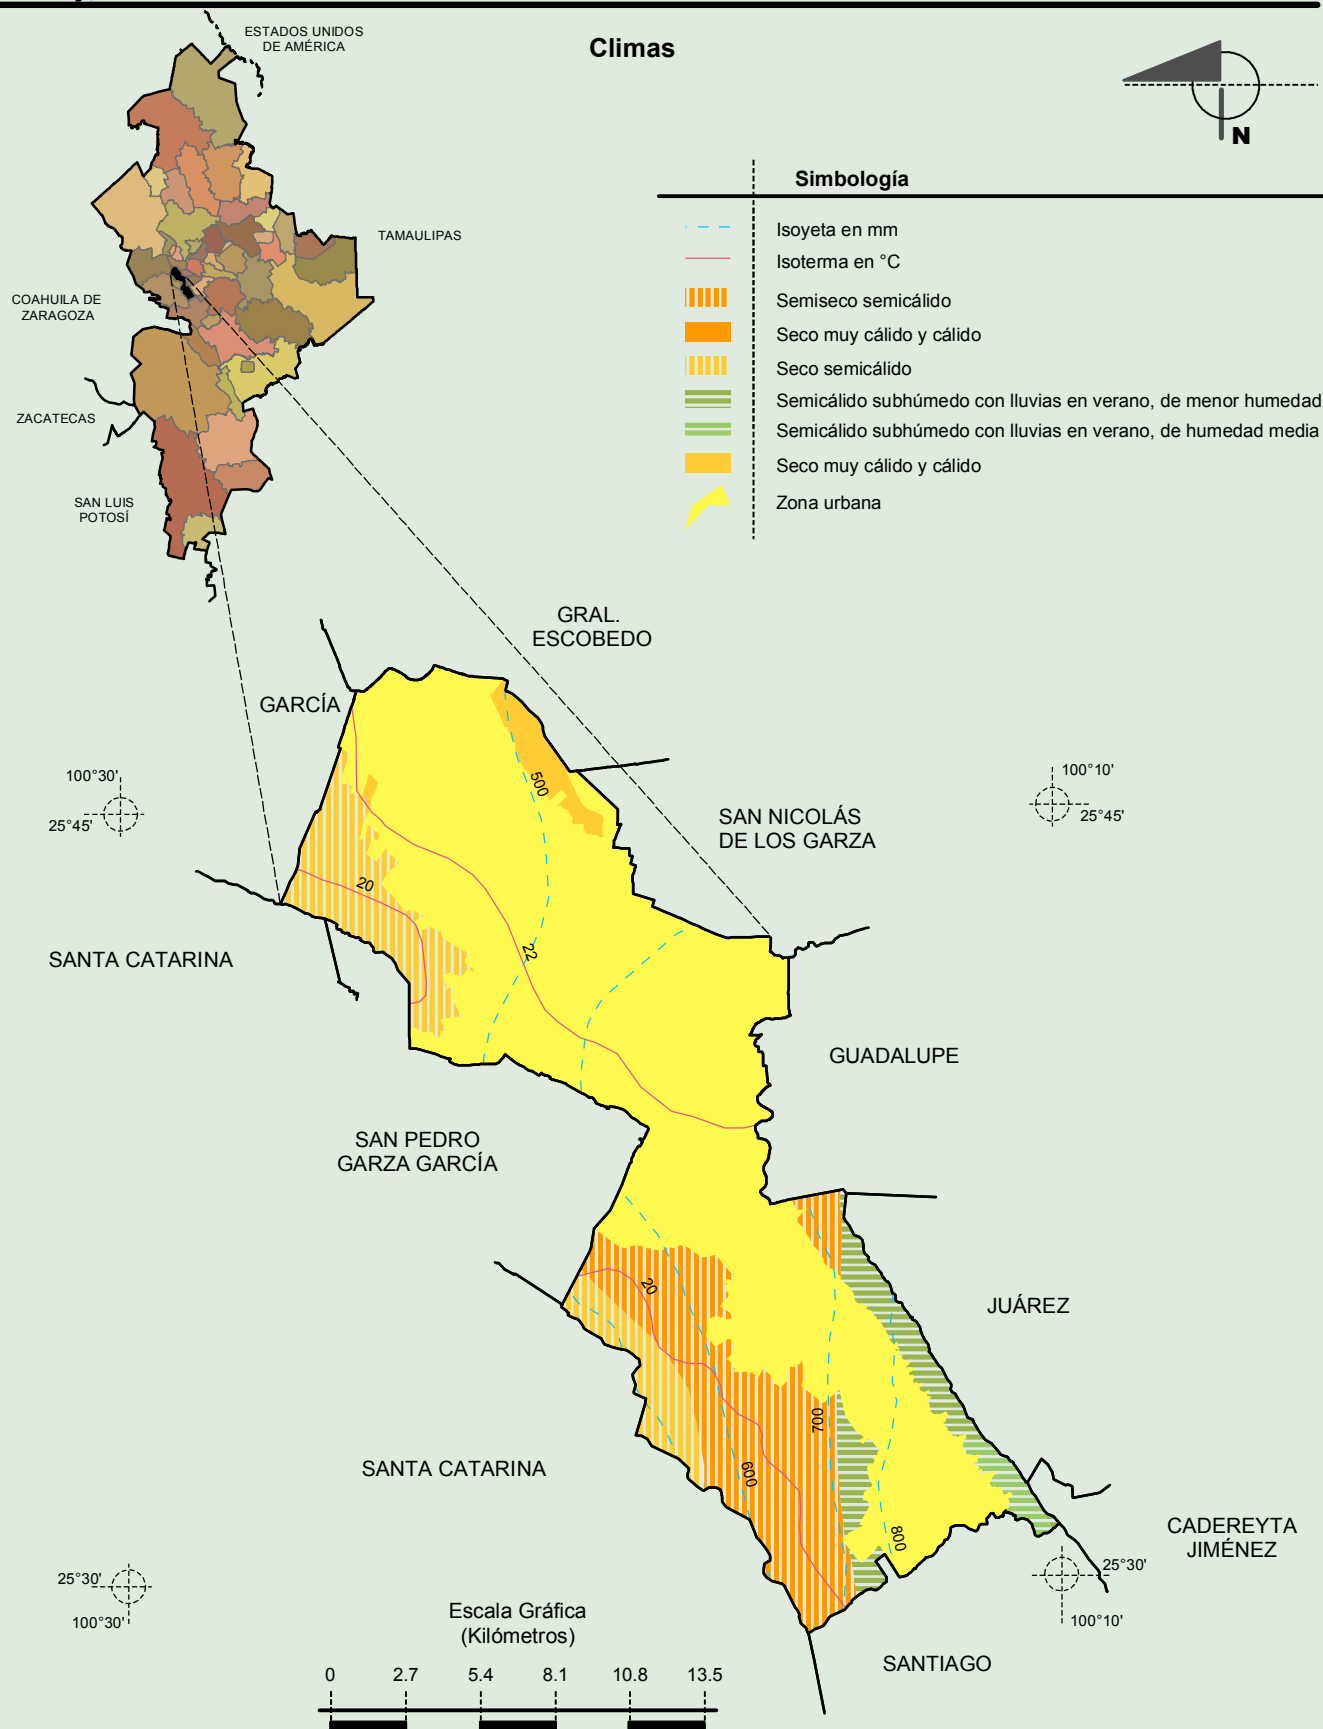 ESTADOS UNIDOS
DE AMÉRICA
Climas
N
Simbología
Isoyeta en mm
Isoterma en °C
Semiseco semicálido
Seco muy cálido y cálido
Seco semicálido
Semicálido subhúmedo con lluvias en verano, de menor humedad
Semicálido subhúmedo con lluvias en verano, de humedad media
Seco muy cálido y cálido
Zona urbana
TAMAULIPAS
COAHUILA DE
ZARAGOZA
ZACATECAS
SAN LUIS
POTOSÍ
GRAL.
ESCOBEDO
GARCÍA
100°30'
25°45'
100°10'
25°45'
500
SAN NICOLÁS
DE LOS GARZA
20
22
SANTA CATARINA
GUADALUPE
SAN PEDRO
GARZA GARCÍA
20
JUÁREZ
700
600
800
SANTA CATARINA
CADEREYTA
JIMÉNEZ
25°30'
100°30'
25°30'
100°10'
SANTIAGO
Escala Gráfica
(Kilómetros)
0 2.7 5.4 8.1 10.8 13.5